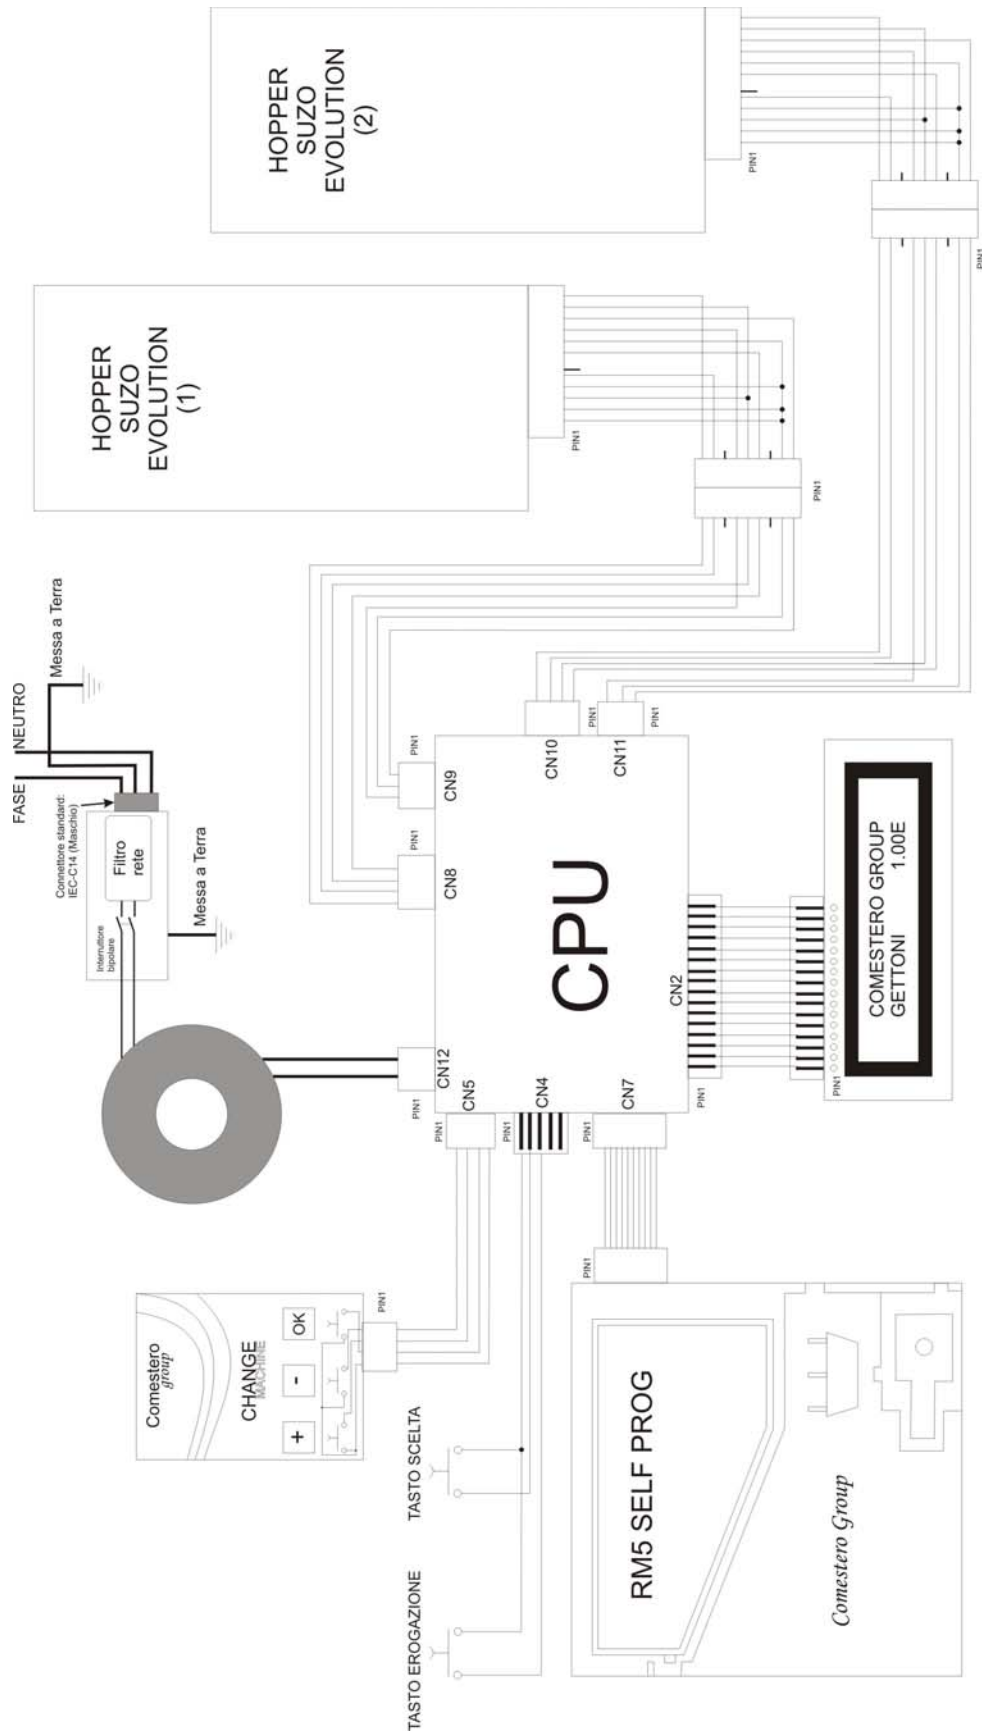 HOPPER
SUZO
EVOLUTION
(2)
PIN1
PIN1
HOPPER
SUZO
EVOLUTION
(1)
PIN1
PIN1
FASE
NEUTRO
Messa a Terra
Connettore standard:
IEC-C14 (Maschio)
Filtro
rete
Interruttore
bipolare
Messa a Terra
CPU
CN9
PIN1
CN8
PIN1
CN10
PIN1
CN11
PIN1
CN12
PIN1
CN5
PIN1
CN4
PIN1
CN7
PIN1
CN2
PIN1
COMESTERO GROUP
GETTONI 1.00E
PIN1
Comestero
group
CHANGE
MACHINE
+
-
OK
PIN1
TASTO SCELTA
TASTO EROGAZIONE
PIN1
RM5 SELF PROG
Comestero Group